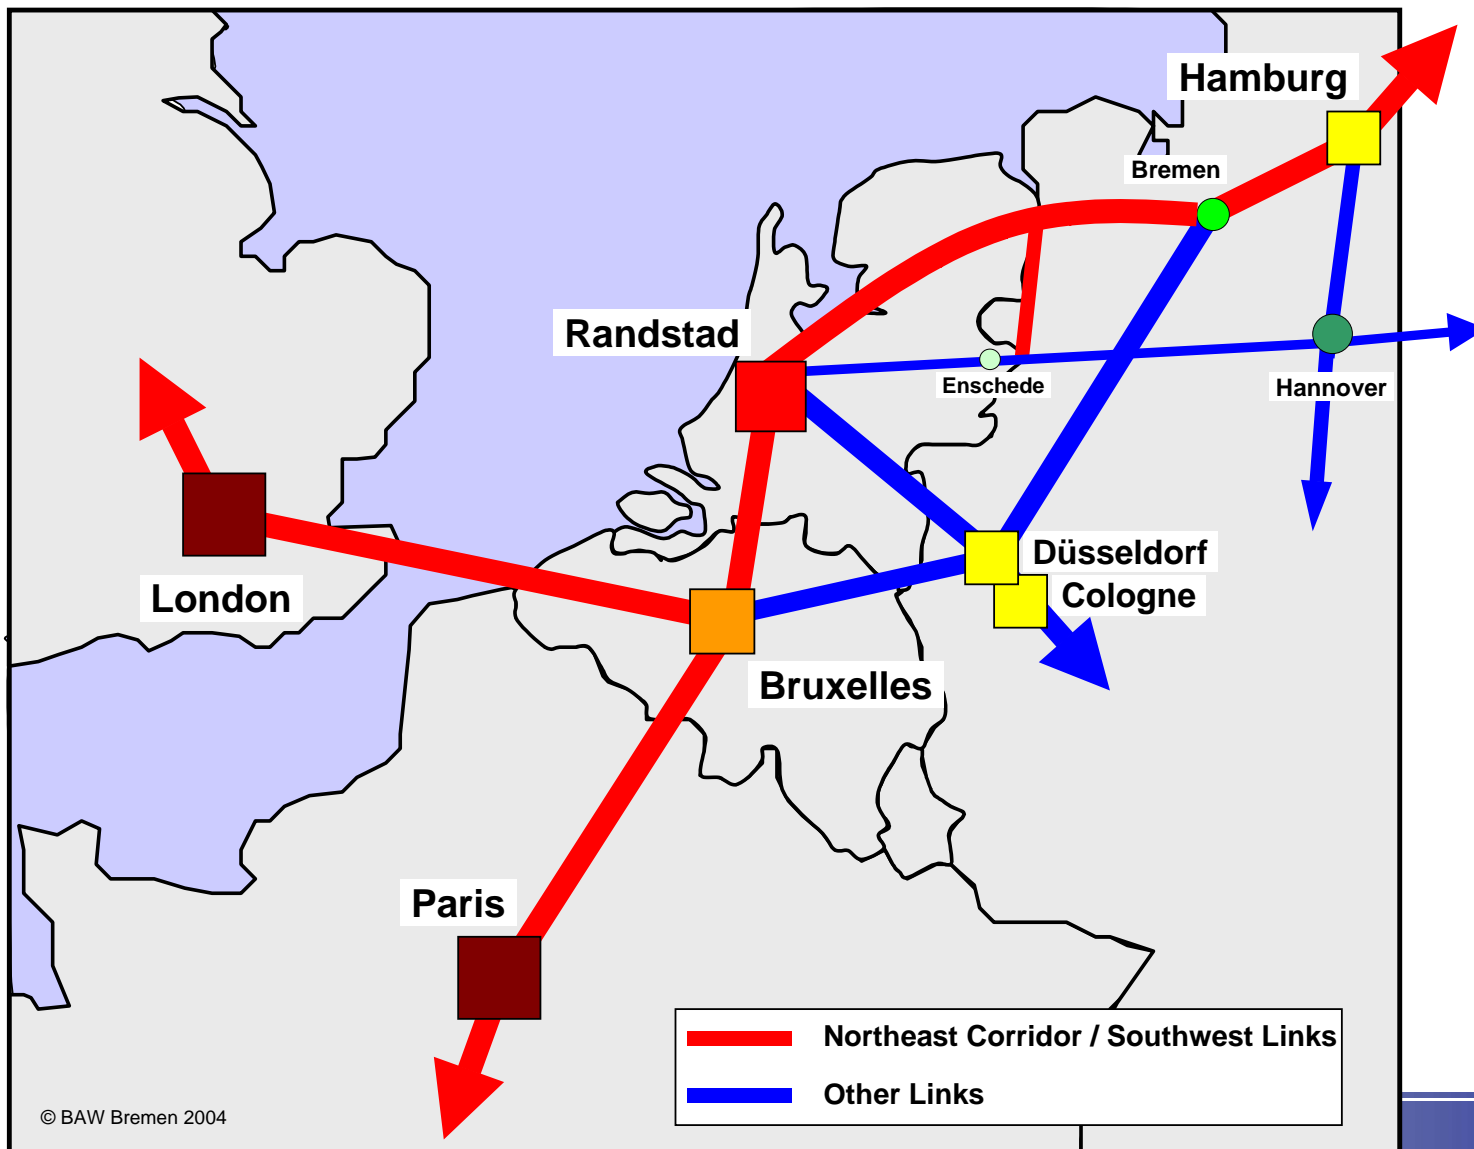 Hamburg
Bremen
Randstad
Enschede
Hannover
London
Düsseldorf
Cologne
Bruxelles
Paris
Northeast Corridor / Southwest Links
Other Links
© BAW Bremen 2004